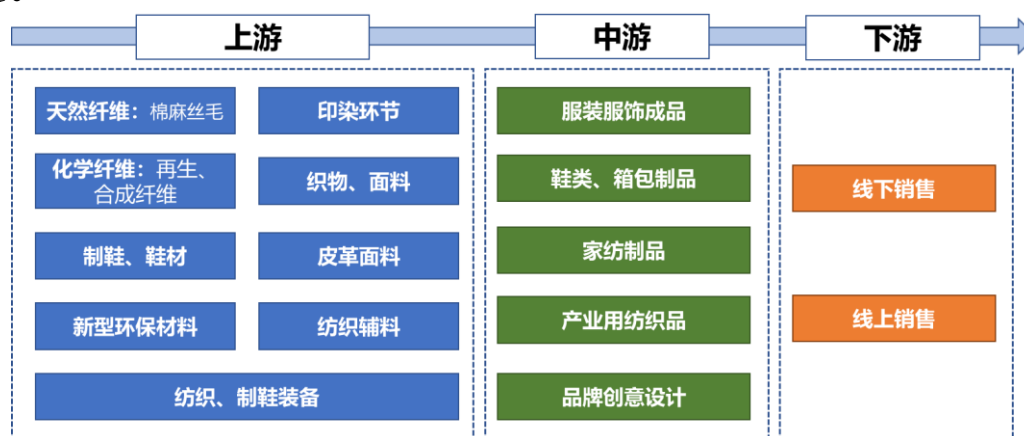 上游
中游
下游
天然纤维：棉麻丝毛
印染环节
化学纤维：再生、
合成纤维
织物、面料
制鞋、鞋材
皮革面料
新型环保材料
纺织辅料
纺织、制鞋装备
服装服饰成品
鞋类、箱包制品
家纺制品
产业用纺织品
品牌创意设计
线下销售
线上销售